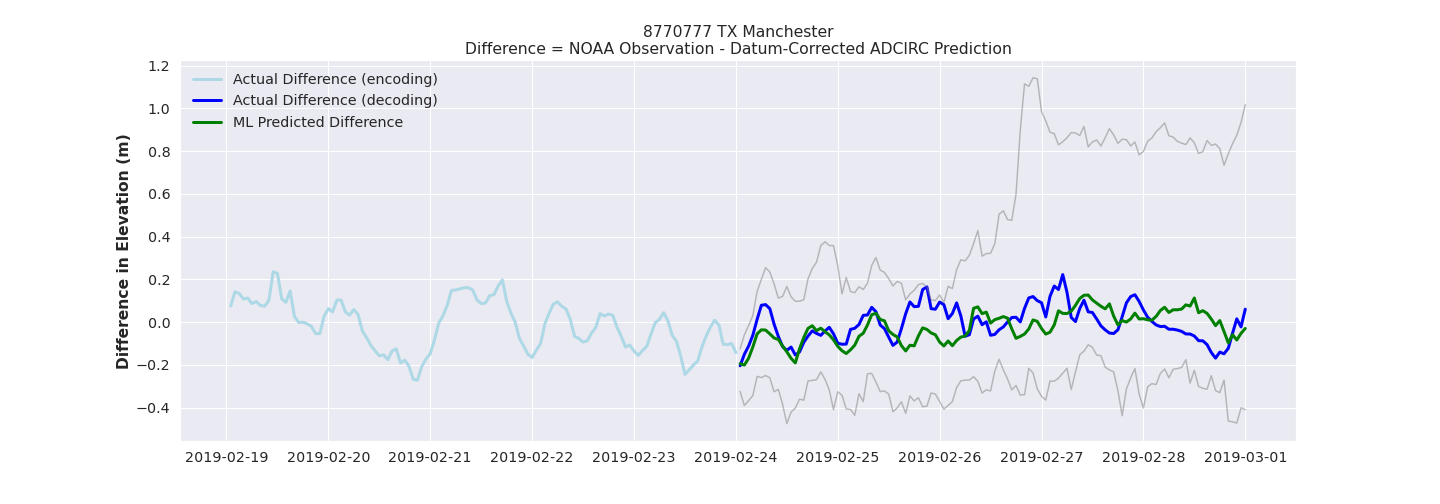 8770777 TX Manchester
Difference = NOAA Observation - Datum-Corrected ADCIRC Prediction
Actual Difference (encoding)
Actual Difference (decoding)
ML Predicted Difference
Difference in Elevation (m)
1.2
1.0
0.8
0.6
0.4
0.2
0.0
−0.2
−0.4
2019-02-19 2019-02-20 2019-02-21 2019-02-22 2019-02-23 2019-02-24 2019-02-25 2019-02-26 2019-02-27 2019-02-28 2019-03-01